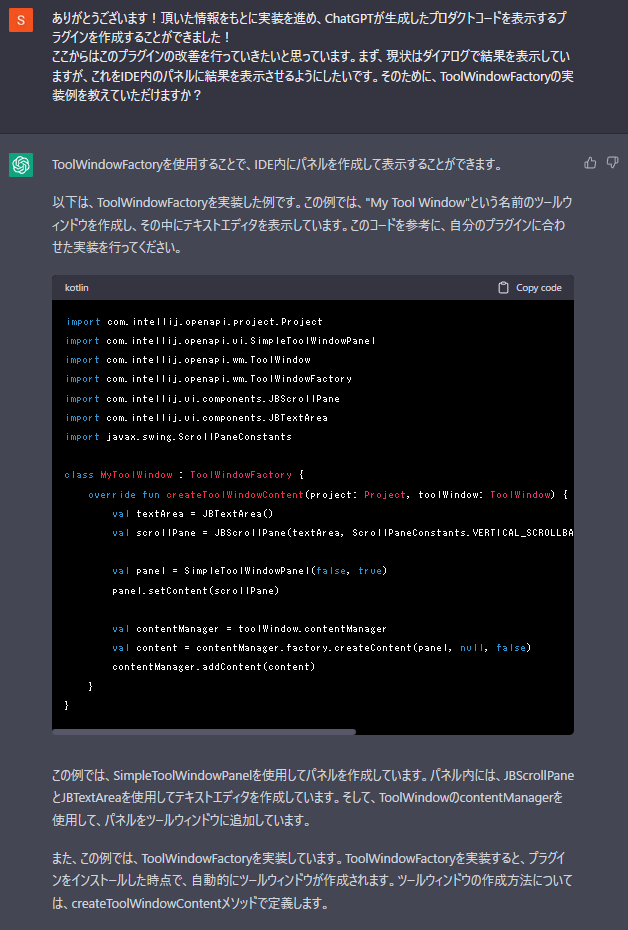 S
ありがとうございます！頂いた情報をもとに実装を進め、ChatGPTが生成したプロダクトコードを表示するプ
ラグインを作成することができました！
ここからはこのプラグインの改善を行っていきたいと思っています。まず、現状はダイアログで結果を表示してい
ますが、これをIDE内のパネルに結果を表示させるようにしたいです。そのために、ToolWindowFactoryの実
装例を教えていただけますか？
ToolWindowFactoryを使用することで、IDE内にパネルを作成して表示することができます。
以下は、ToolWindowFactoryを実装した例です。この例では、"My Tool Window"という名前のツールウ
ィンドウを作成し、その中にテキストエディタを表示しています。このコードを参考に、自分のプラグインに合わ
せた実装を行ってください。
kotlin
Copy code
import com.intellij.openapi.project.Project
import com.intellij.openapi.ui.SimpleToolWindowPanel
import com.intellij.openapi.wm.ToolWindow
import com.intellij.openapi.wm.ToolWindowFactory
import com.intellij.ui.components.JBScrollPane
import com.intellij.ui.components.JBTextArea
import javax.swing.ScrollPaneConstants
class MyToolWindow : ToolWindowFactory {
override fun createToolWindowContent(project: Project, toolWindow: ToolWindow) {
val textArea = JBTextArea()
val scrollPane = JBScrollPane(textArea, ScrollPaneConstants.VERTICAL_SCROLLBA
val panel = SimpleToolWindowPanel(false, true)
panel.setContent(scrollPane)
val contentManager = toolWindow.contentManager
val content = contentManager.factory.createContent(panel, null, false)
contentManager.addContent(content)
}
}
この例では、SimpleToolWindowPanelを使用してパネルを作成しています。パネル内には、JBScrollPane
とJBTextAreaを使用してテキストエディタを作成しています。そして、ToolWindowのcontentManagerを
使用して、パネルをツールウィンドウに追加しています。
また、この例では、ToolWindowFactoryを実装しています。ToolWindowFactoryを実装すると、プラグイ
ンをインストールした時点で、自動的にツールウィンドウが作成されます。ツールウィンドウの作成方法について
は、createToolWindowContentメソッドで定義します。